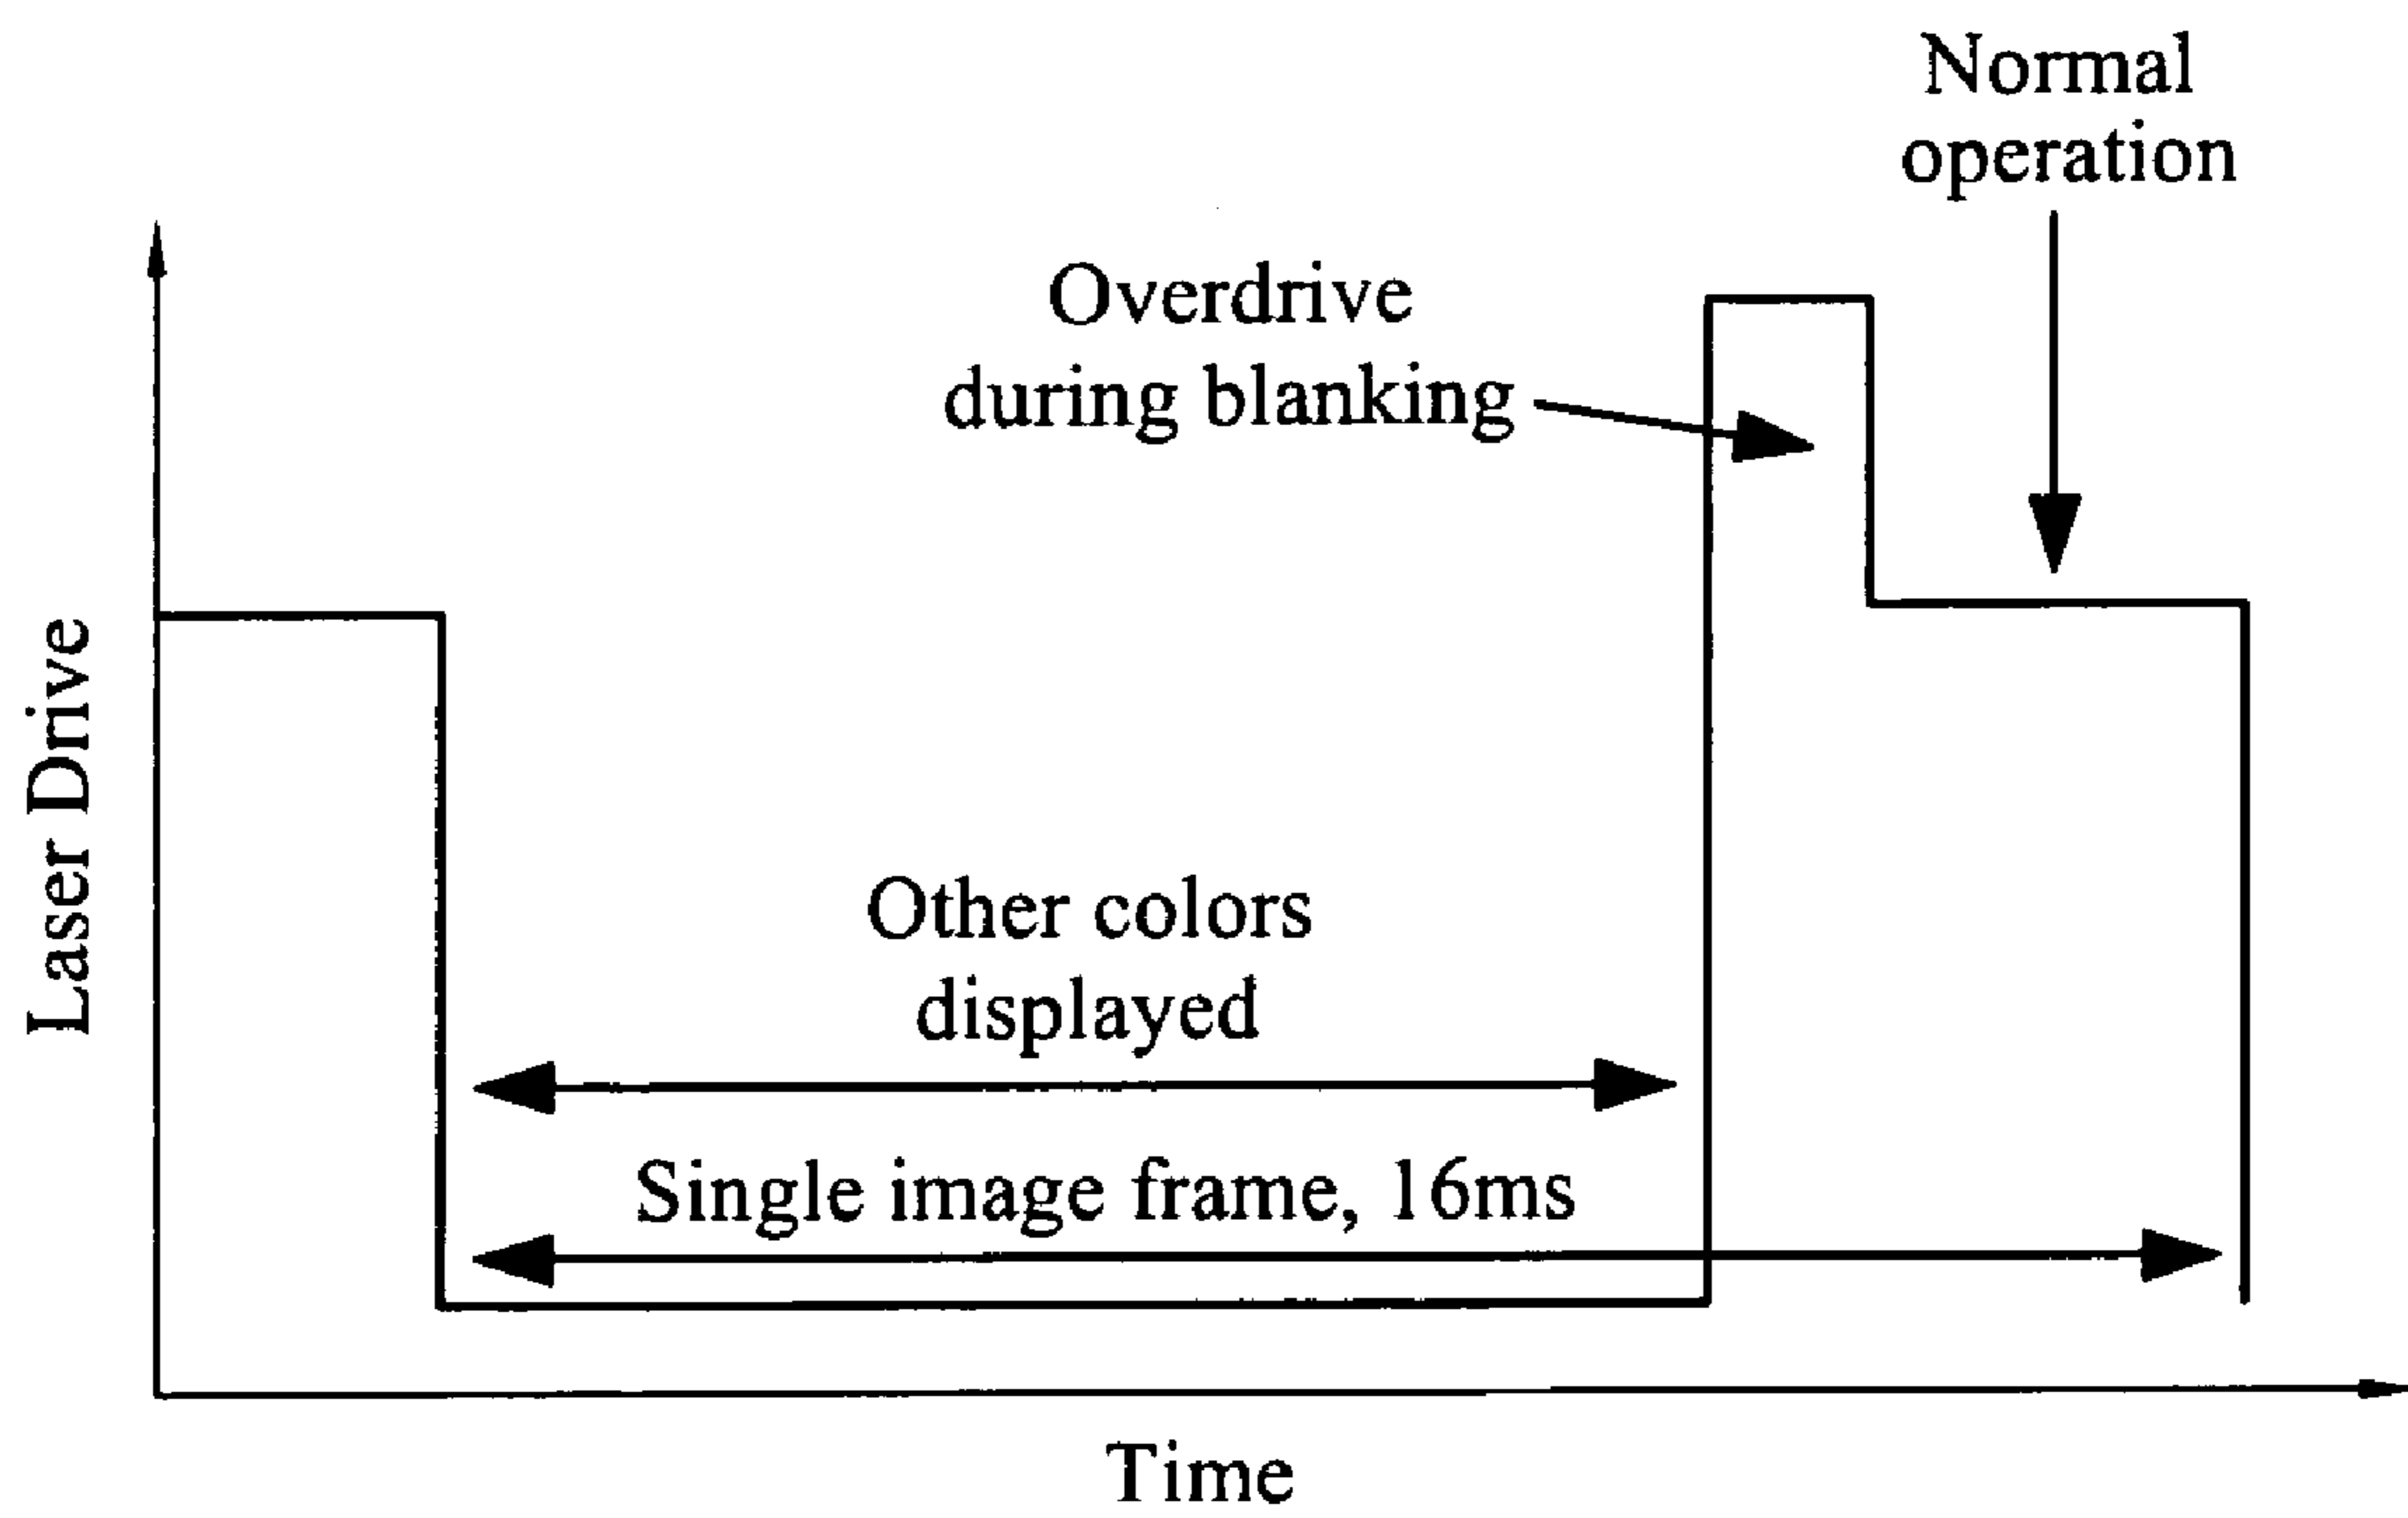 Normal
operation
Overdrive
during blanking
Laser Drive
Other colors
displayed
Single image frame, 16ms
Time